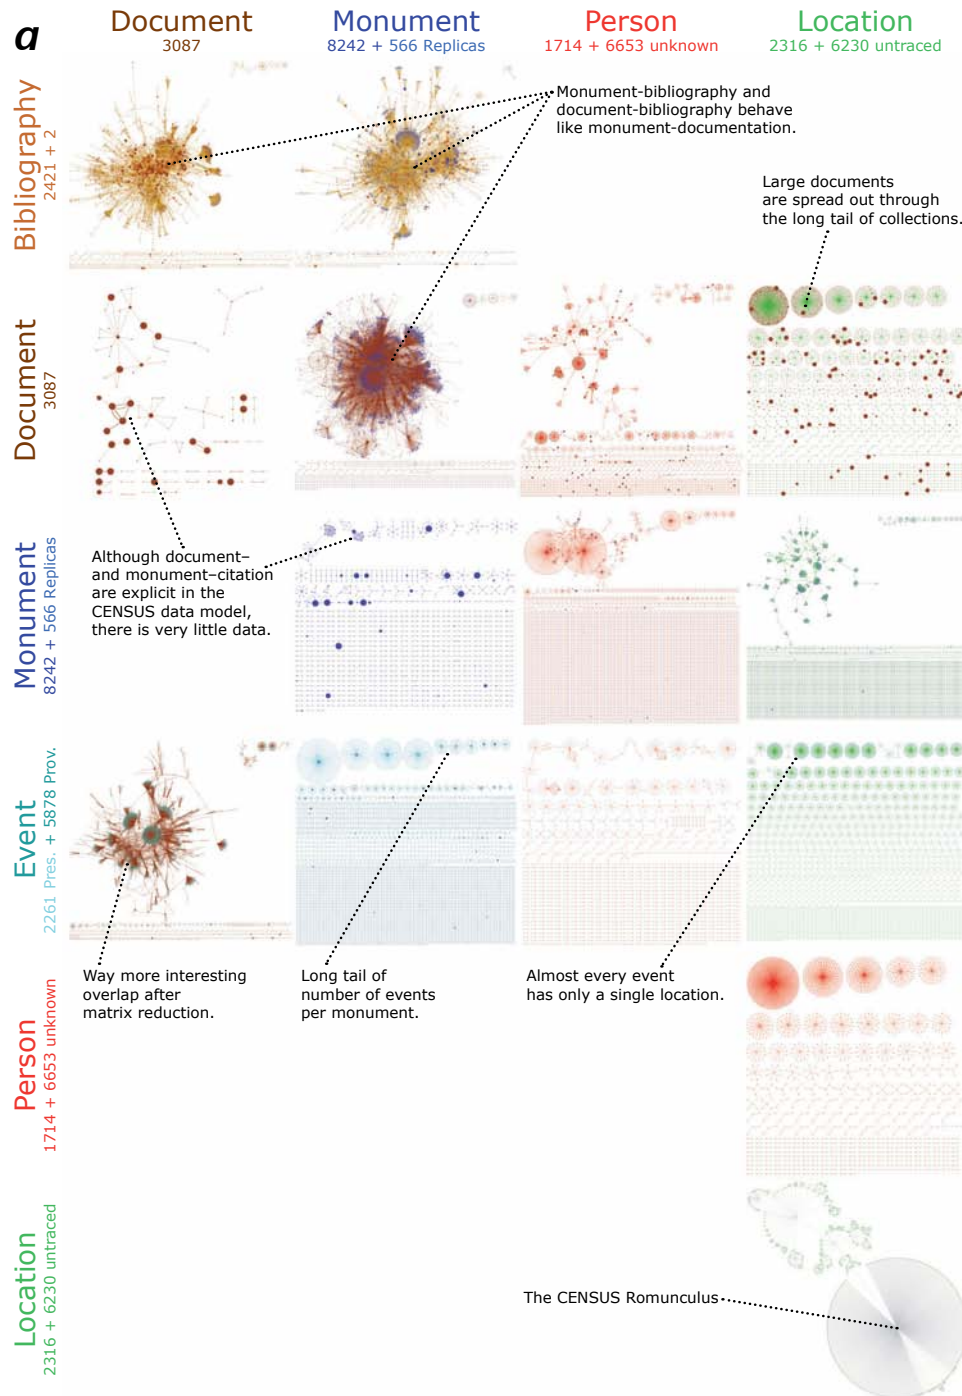 a
Document
3087
Monument
8242 + 566 Replicas
Person
1714 + 6653 unknown
Location
2316 + 6230 untraced
Bibliography
2421 + 2
Monument-bibliography and
document-bibliography behave
like monument-documentation.
Large documents
are spread out through
the long tail of collections.
Document
3087
Although document–
and monument–citation
are explicit in the
CENSUS data model,
there is very little data.
Monument
8242 + 566 Replicas
Event
2261 Pres. + 5878 Prov.
Way more interesting
overlap after
matrix reduction.
Long tail of
number of events
per monument.
Almost every event
has only a single location.
Person
1714 + 6653 unknown
Location
2316 + 6230 untraced
The CENSUS Romunculus